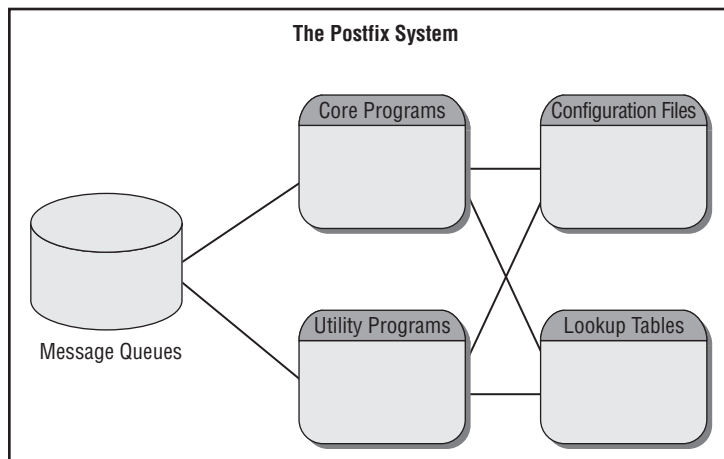 The Postfix System
Core Programs
Configuration Files
Message Queues
Utility Programs
Lookup Tables